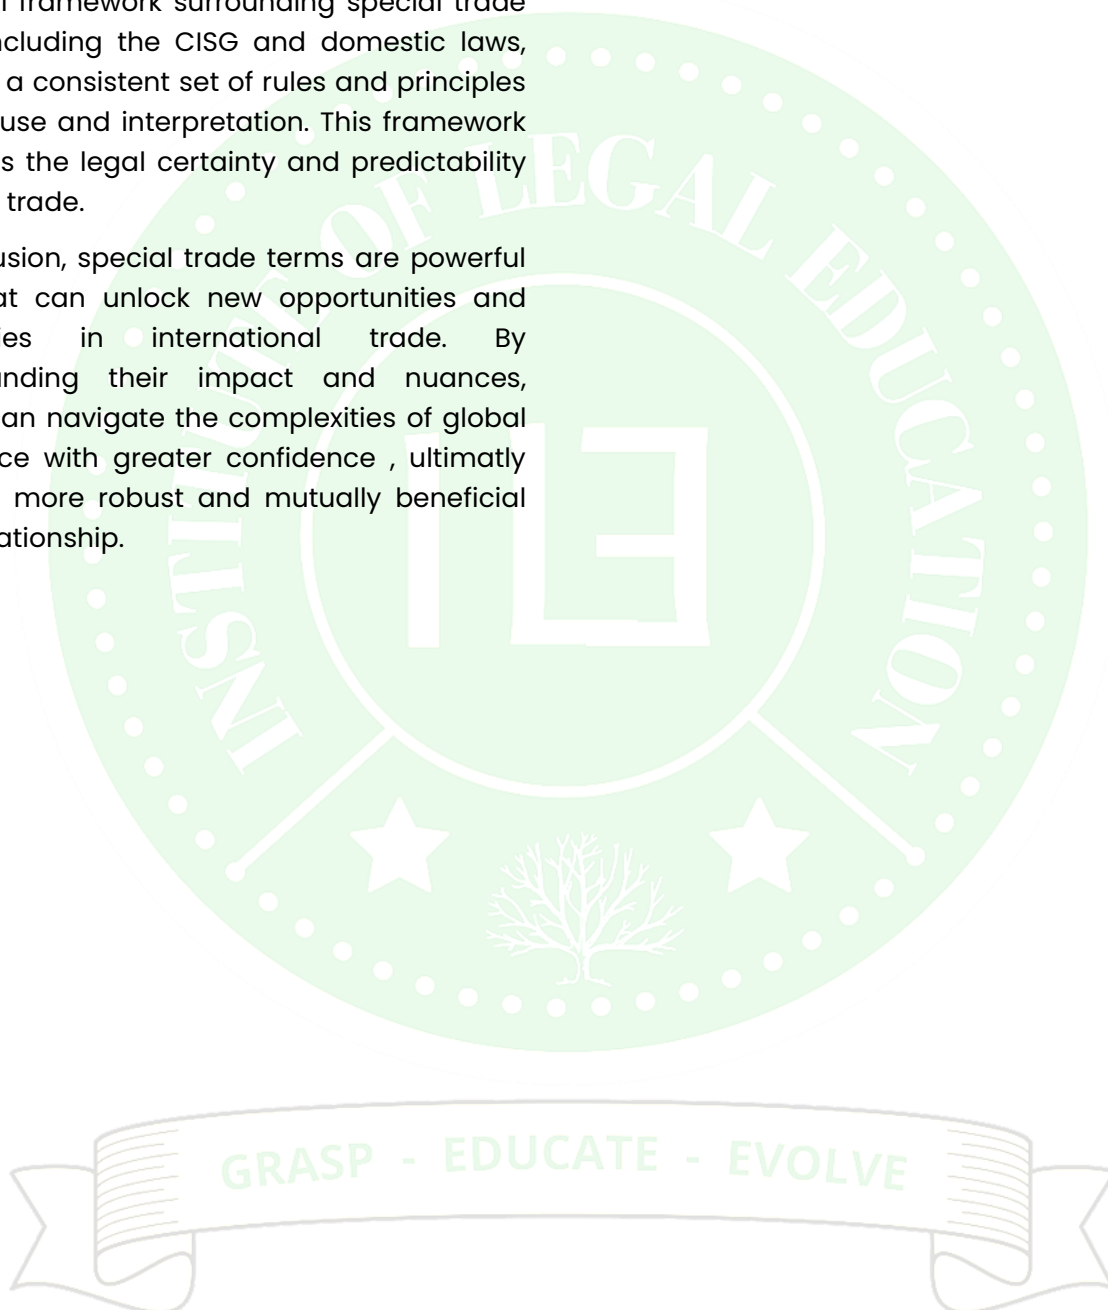 framework surrounding special trade
ncluding the CISG and domestic laws,
a consistent set of rules and principles
use and interpretation. This framework
s the legal certainty and predictability
trade.
usion, special trade terms are powerful
at can unlock new opportunities and
ies in international trade. By
anding their impact and nuances,
an navigate the complexities of global
ce with greater confidence , ultimatly
more robust and mutually beneficial
ationship.
INSTITUTE OF LEGAL EDUCATION
ILE
GRASP - EDUCATE - EVOLVE